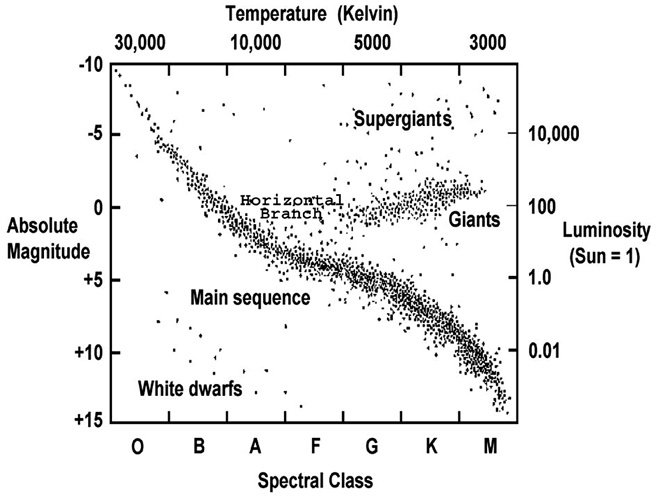 Temperature (Kelvin)
30,000 10,000 5000 3000
-10
Supergiants
-5 10,000
Horizontal
Branch
0 100
Giants
Absolute
Magnitude
Luminosity
(Sun = 1)
+5 1.0
Main sequence
+10 0.01
White dwarfs
+15
O B A F G K M
Spectral Class